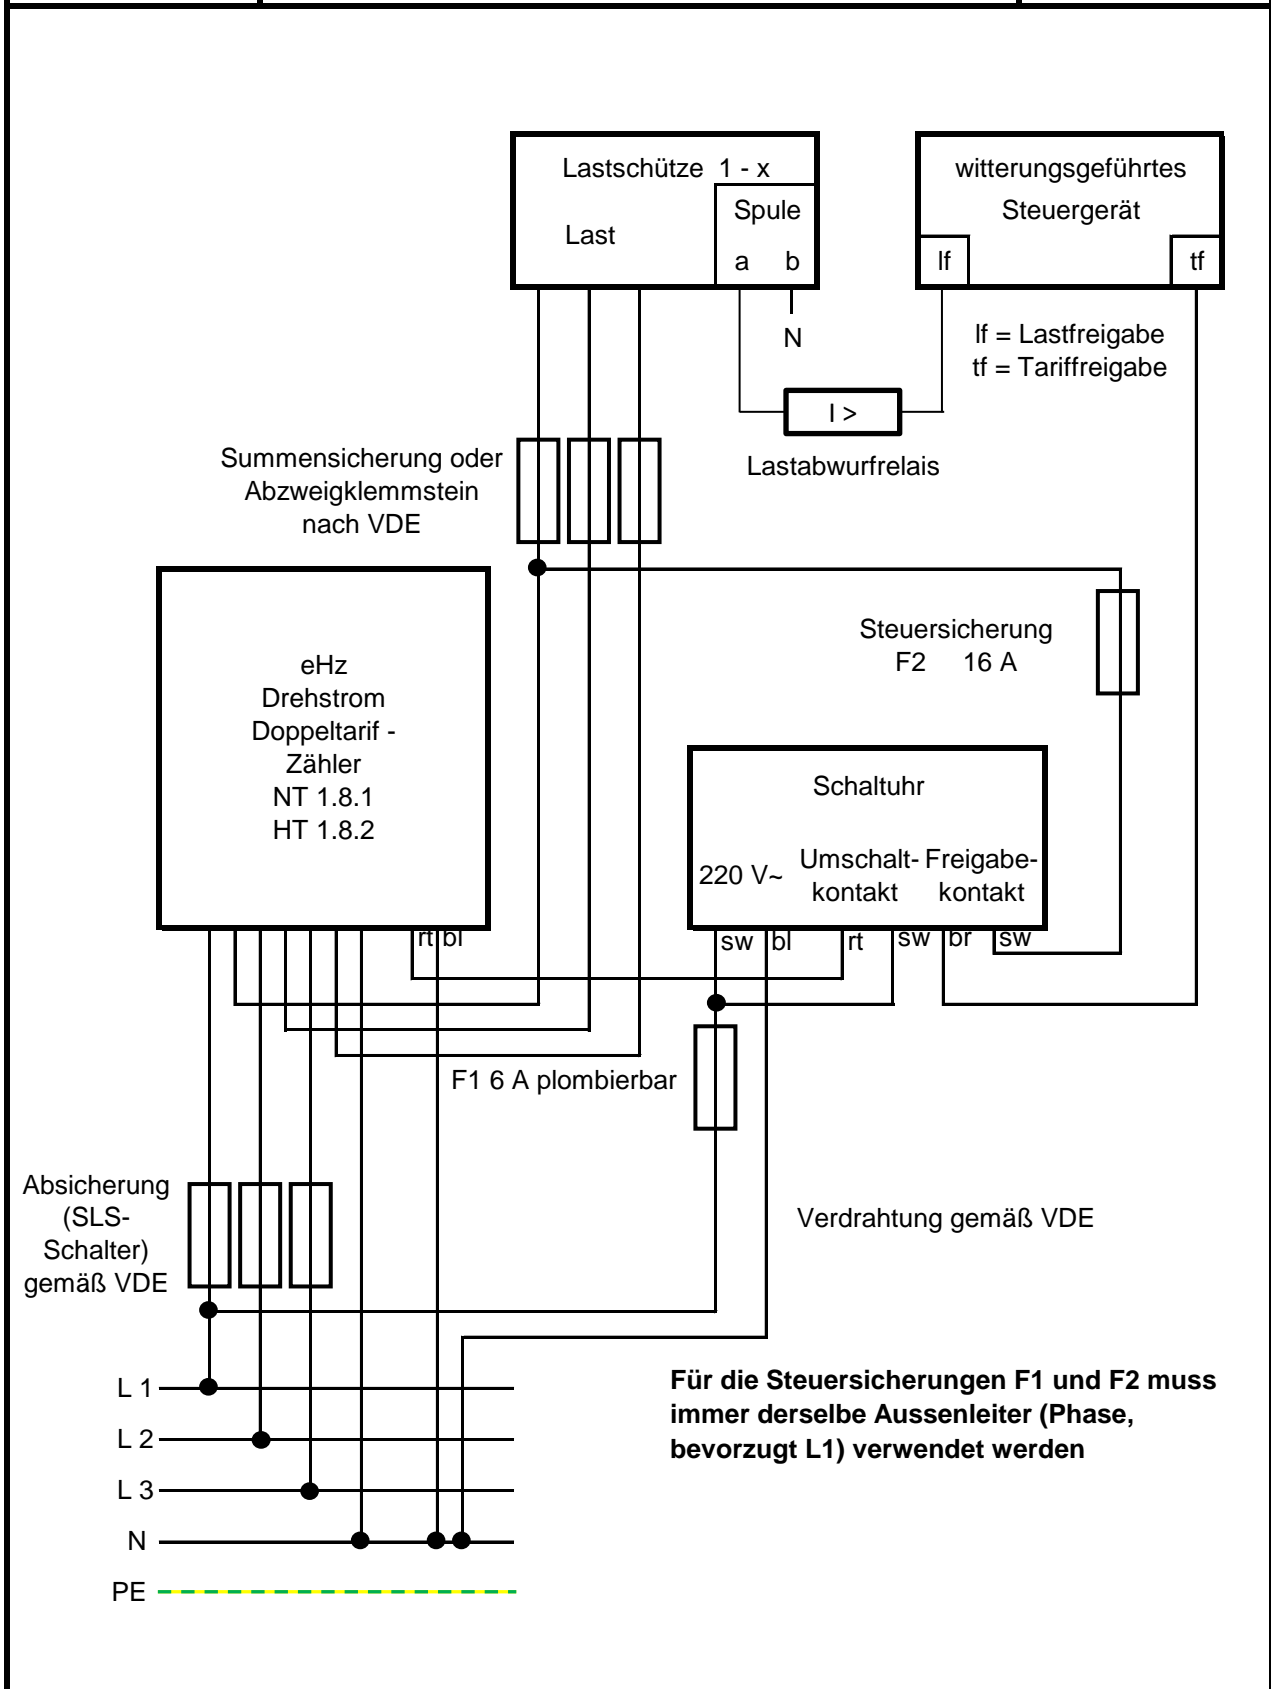 Lastschütze 1 - x
Spule
Last
a b
N
witterungsgeführtes
Steuergerät
lf
tf
lf = Lastfreigabe
tf = Tariffreigabe
I >
Lastabwurfrelais
Summensicherung oder
Abzweigklemmstein
nach VDE
Steuersicherung
F2 16 A
eHz
Drehstrom
Doppeltarif -
Zähler
NT 1.8.1
HT 1.8.2
rt bl
Schaltuhr
220 V~
Umschalt-
kontakt
Freigabe-
kontakt
sw bl rt sw br sw
F1 6 A plombierbar
Absicherung
(SLS-
Schalter)
gemäß VDE
Verdrahtung gemäß VDE
Für die Steuersicherungen F1 und F2 muss
immer derselbe Aussenleiter (Phase,
bevorzugt L1) verwendet werden
L 1
L 2
L 3
N
PE